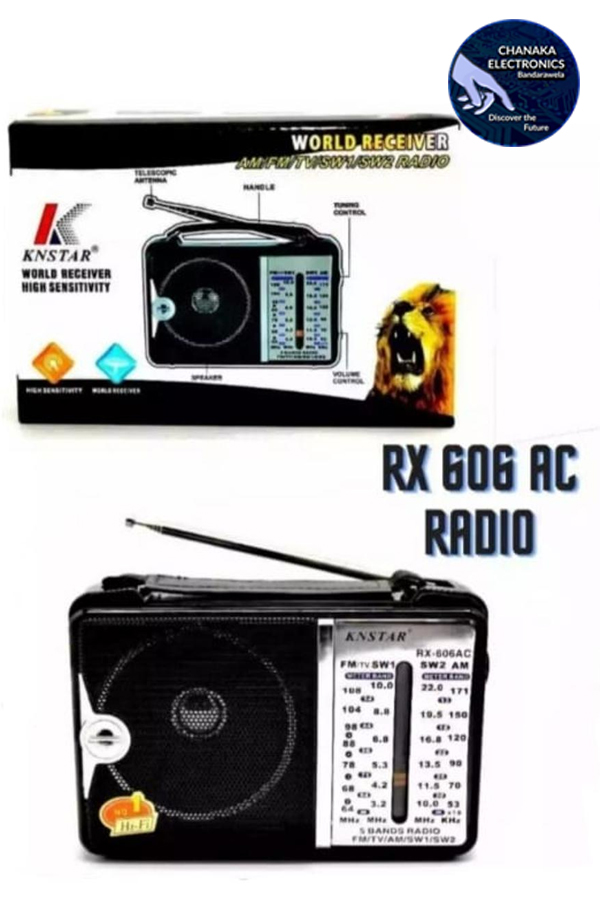 CHANAKA
ELECTRONICS
Bandarawela
Discover the
Future
WORLD RECEIVER
AM/FM/TV/SW1/SW2 RADIO
TELESCOPIC
ANTENNA
HANDLE
TUNING
CONTROL
KNSTAR®
WORLD RECEIVER
HIGH SENSITIVITY
SPEAKER
VOLUME
CONTROL
HIGH SENSITIVITY
WORLD RECEIVER
RX 606 AC
RADIO
KNSTAR
RX-606AC
FM/TV SW1 SW2 AM
METER BAND METER BAND
108 10.0 22.0 171
104 8.8 19.5 150
98 6.8 16.8 120
88
78 5.3 13.5 90
68 4.2 11.5 70
64 3.2 10.0 53
MHz MHz MHz KHz
5 BANDS RADIO
FM/TV/AM/SW1/SW2
NO. 1
Hi-Fi